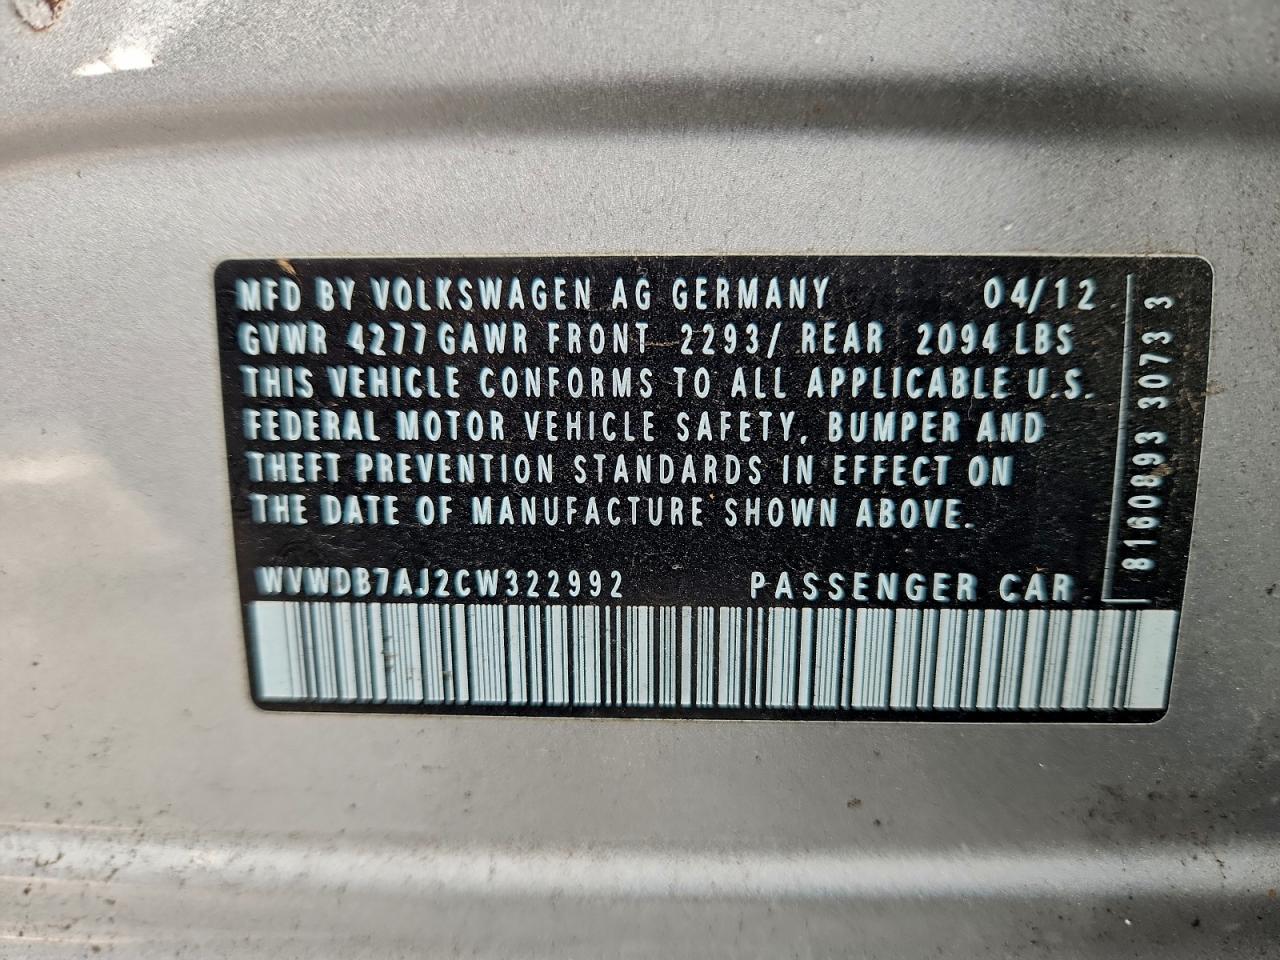 MFD BY VOLKSWAGEN AG GERMANY 04/12
GVWR 4277 GAWR FRONT 2293/ REAR 2094 LBS
THIS VEHICLE CONFORMS TO ALL APPLICABLE U.S.
FEDERAL MOTOR VEHICLE SAFETY, BUMPER AND
THEFT PREVENTION STANDARDS IN EFFECT ON
THE DATE OF MANUFACTURE SHOWN ABOVE.
WVWDB7AJ2CW322992 PASSENGER CAR
8160893 3073 3